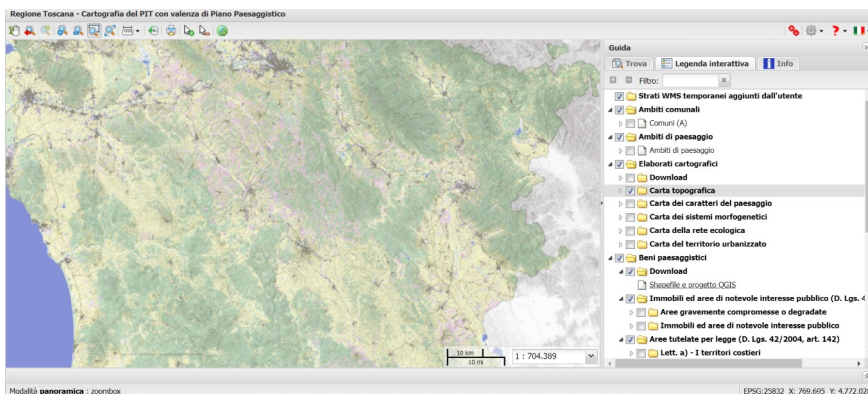 Regione Toscana - Cartografia del PIT con valenza di Piano Paesaggistico
Guida
Trova Legenda interattiva Info
Filtro:
Strati WMS temporanei aggiunti dall'utente
Ambiti comunali
Comuni (A)
Ambiti di paesaggio
Ambiti di paesaggio
Elaborati cartografici
Download
Carta topografica
Carta dei caratteri del paesaggio
Carta dei sistemi morfogenetici
Carta della rete ecologica
Carta del territorio urbanizzato
Beni paesaggistici
Download
Shapefile e progetto QGIS
Immobili ed aree di notevole interesse pubblico (D. Lgs. 4
Aree gravemente compromesse o degradate
Immobili ed aree di notevole interesse pubblico
Aree tutelate per legge (D. Lgs. 42/2004, art. 142)
Lett. a) - I territori costieri
10 km
10 mi
1 : 704.389
Modalità panoramica : zoombox
EPSG:25832 X: 769.695 Y: 4.772.02